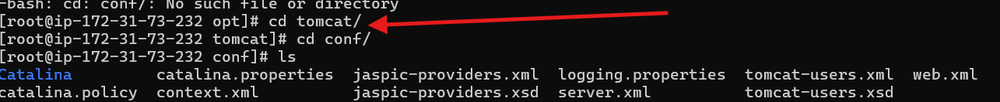 -bash: cd: conf/: No such file or directory
[root@ip-172-31-73-232 opt]# cd tomcat/
[root@ip-172-31-73-232 tomcat]# cd conf/
[root@ip-172-31-73-232 conf]# ls
Catalina catalina.properties jaspic-providers.xml logging.properties tomcat-users.xml web.xml
catalina.policy context.xml jaspic-providers.xsd server.xml tomcat-users.xsd